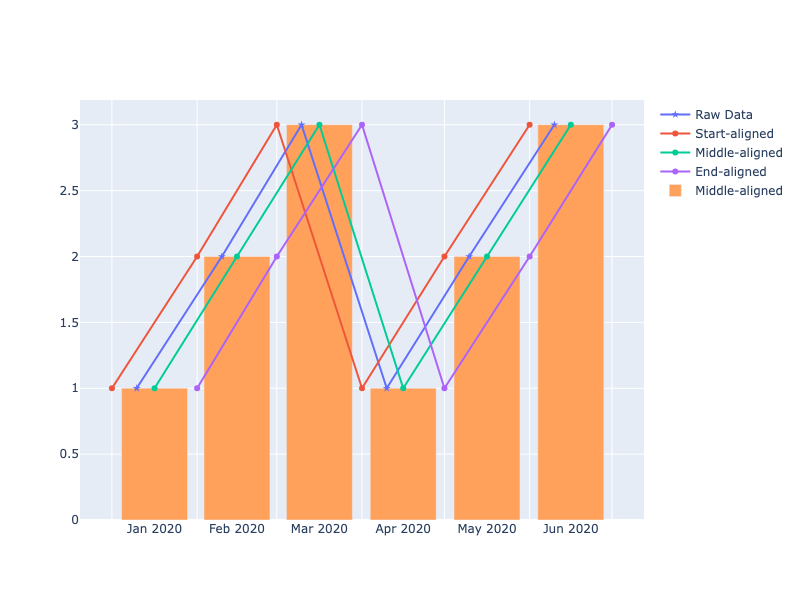 3
2.5
2
1.5
1
0.5
0
Jan 2020 Feb 2020 Mar 2020 Apr 2020 May 2020 Jun 2020
Raw Data
Start-aligned
Middle-aligned
End-aligned
Middle-aligned